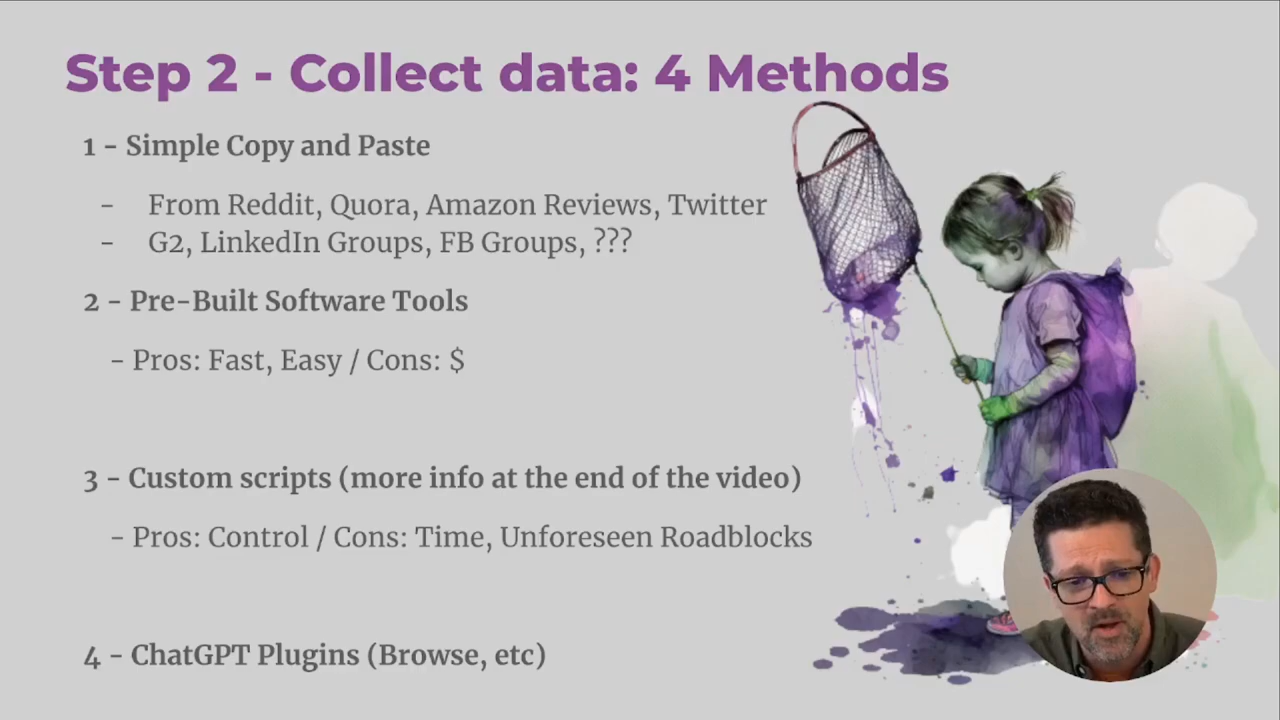 Step 2 - Collect data: 4 Methods
1 - Simple Copy and Paste
- From Reddit, Quora, Amazon Reviews, Twitter
- G2, LinkedIn Groups, FB Groups, ???
2 - Pre-Built Software Tools
- Pros: Fast, Easy / Cons: $
3 - Custom scripts (more info at the end of the video)
- Pros: Control / Cons: Time, Unforeseen Roadblocks
4 - ChatGPT Plugins (Browse, etc)